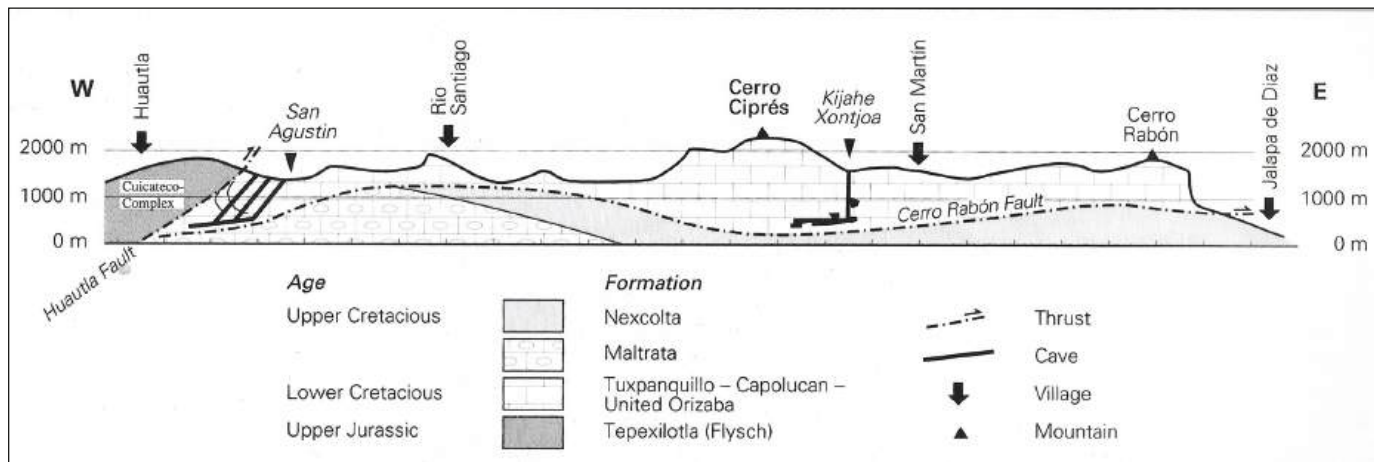 W
Huautla
San
Agustin
Rio
Santiago
Cerro
Ciprés
Kijahe
Xontjoa
San Martín
Cerro
Rabón
Jalapa de Diaz
E
2000 m
1000 m
0 m
Cuicateco-
Complex
Huautla Fault
Cerro Rabón Fault
2000 m
1000 m
0 m
Age
Formation
Upper Cretacious
Nexcolta
Thrust
Maltrata
Cave
Lower Cretacious
Tuxpanquillo – Capolucan –
United Orizaba
Village
Upper Jurassic
Tepexilotla (Flysch)
Mountain